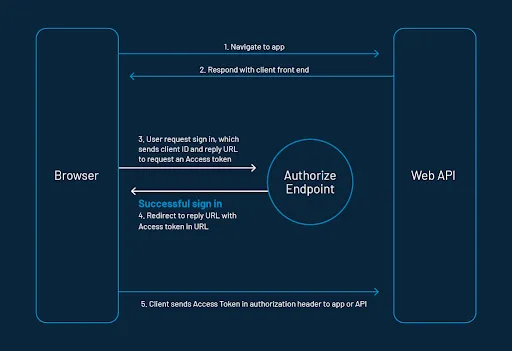 1. Navigate to app
2. Respond with client front end
3. User request sign in, which
sends client ID and reply URL
to request an Access token
Browser
Authorize
Endpoint
Web API
Successful sign in
4. Redirect to reply URL with
Access token in URL
5. Client sends Access Token in authorization header to app or API